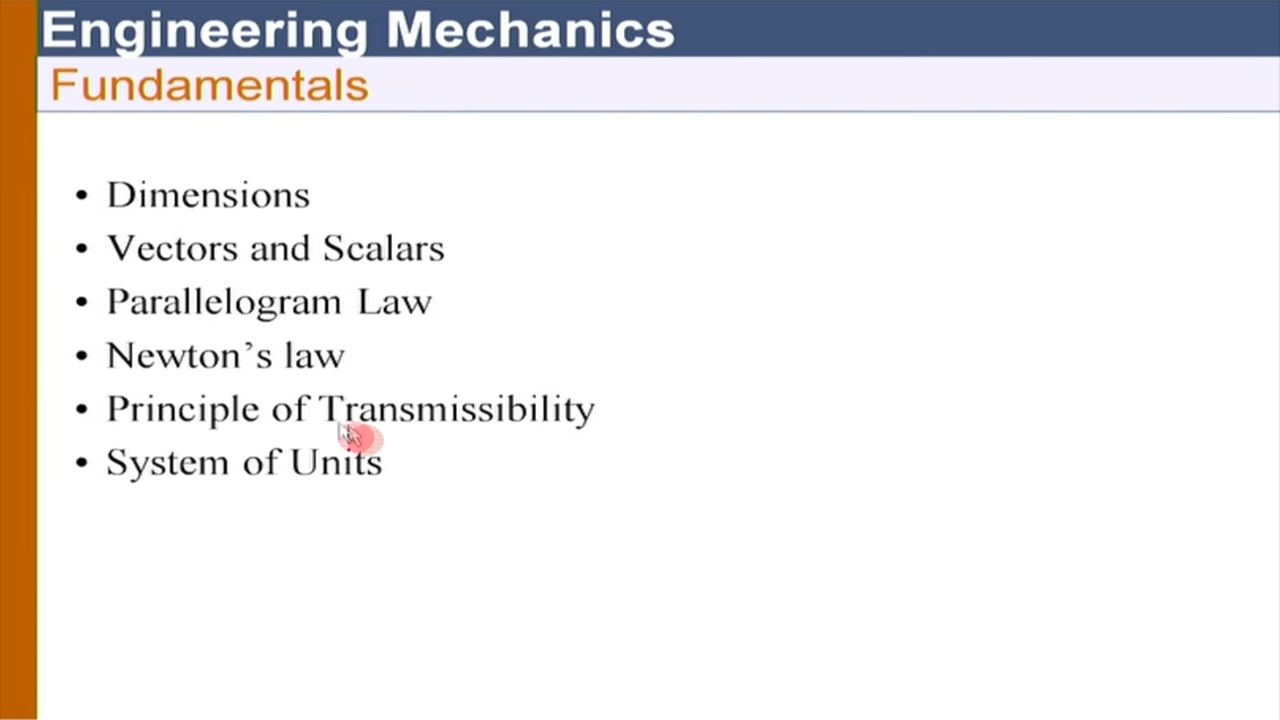 Engineering Mechanics
Fundamentals
• Dimensions
• Vectors and Scalars
• Parallelogram Law
• Newton’s law
• Principle of Transmissibility
• System of Units